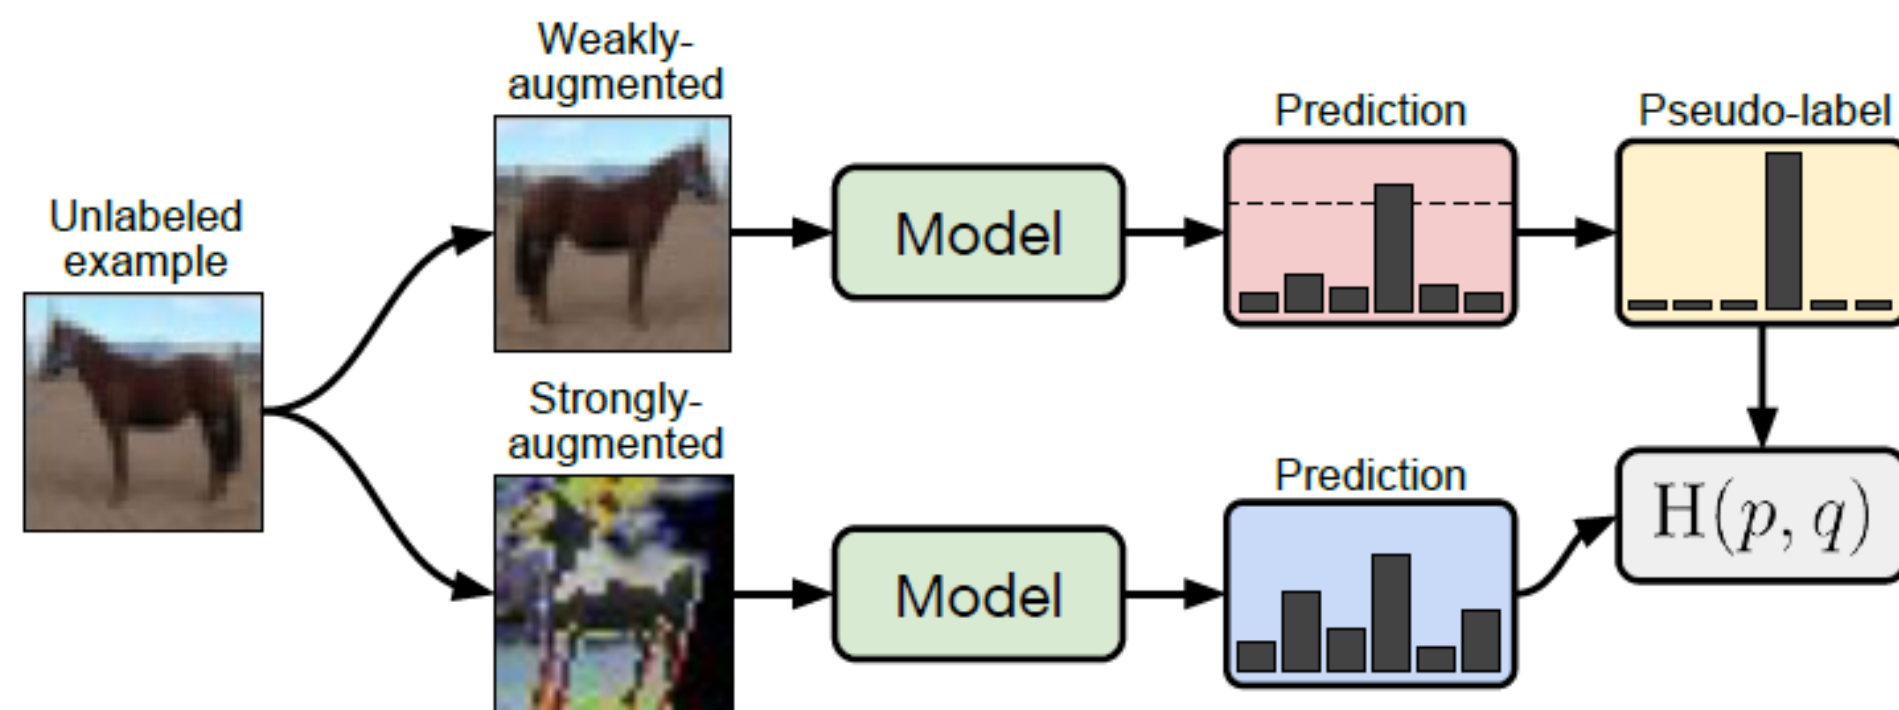 Unlabeled
example
Weakly-
augmented
Model
Prediction
Pseudo-label
Strongly-
augmented
Model
Prediction
H(p, q)